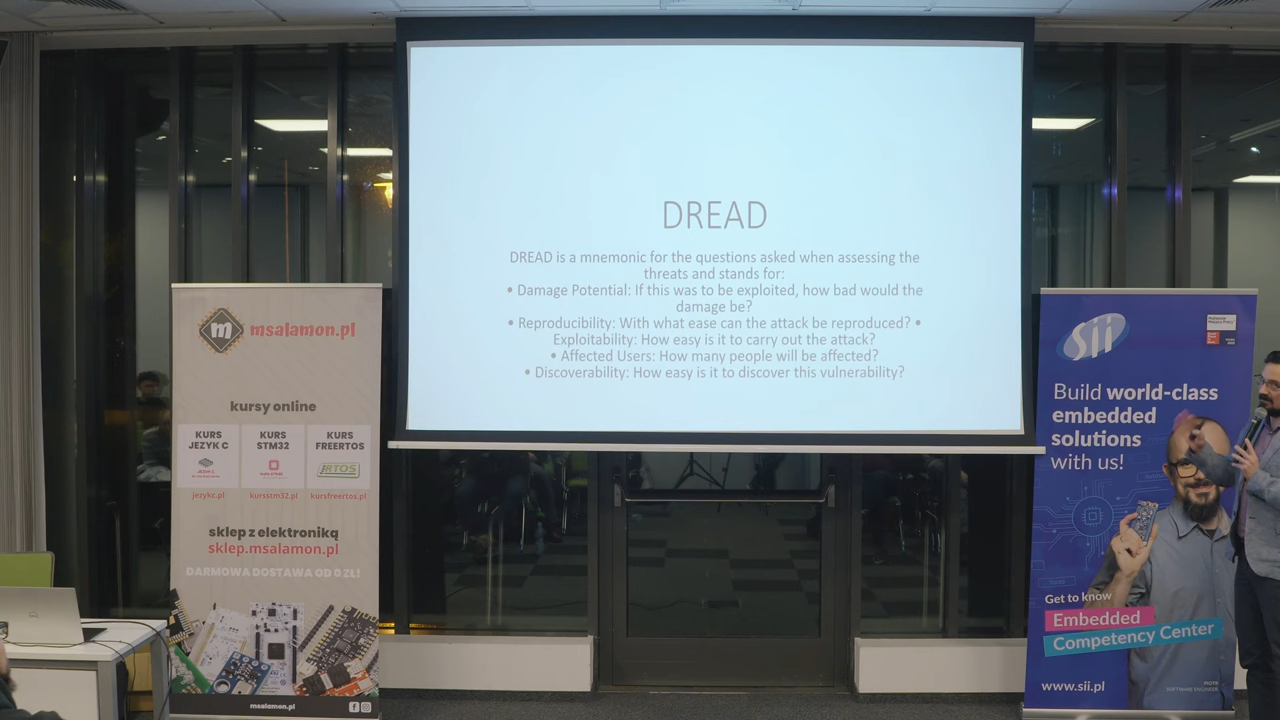 DREAD
DREAD is a mnemonic for the questions asked when assessing the
threats and stands for:
• Damage Potential: If this was to be exploited, how bad would the
damage be?
• Reproducibility: With what ease can the attack be reproduced? •
Exploitability: How easy is it to carry out the attack?
• Affected Users: How many people will be affected?
• Discoverability: How easy is it to discover this vulnerability?
m msalamon.pl
kursy online
KURS
JEZYK C
KURS
STM32
KURS
FREERTOS
RTOS
jezykc.pl
kursstm32.pl
kursfreertos.pl
sklep z elektroniką
sklep.msalamon.pl
DARMOWA DOSTAWA OD 0 ZŁ!
msalamon.pl
sii
Build world-class
embedded
solutions
with us!
Get to know
Embedded
Competency Center
www.sii.pl
PIOTR
SOFTWARE ENGINEER